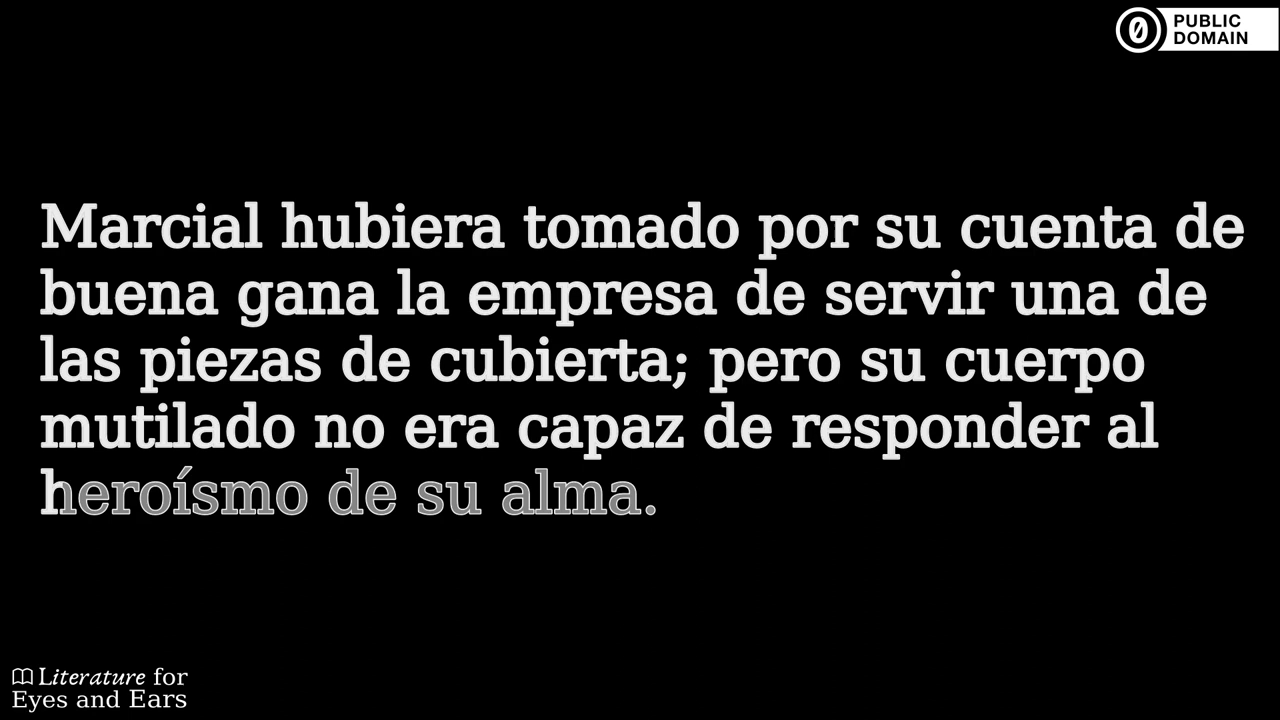 PUBLIC
DOMAIN
Marcial hubiera tomado por su cuenta de
buena gana la empresa de servir una de
las piezas de cubierta; pero su cuerpo
mutilado no era capaz de responder al
heroísmo de su alma.
Literature for
Eyes and Ears